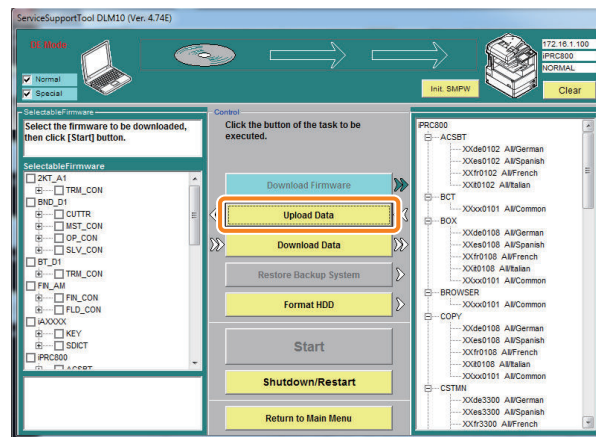 ServiceSupportTool DLM10 (Ver. 4.74E)
172.16.1.100
iPRC800
NORMAL
Normal
Special
Init. SMPW
Clear
SelectableFirmware
Select the firmware to be downloaded,
then click [Start] button.
SelectableFirmware
2KT_A1
TRM_CON
BND_D1
CUTTR
MST_CON
OP_CON
SLV_CON
BT_D1
TRM_CON
FIN_AM
FIN_CON
FLD_CON
iAXXXX
KEY
SDICT
iPRC800
ACSBT
Control
Click the button of the task to be
executed.
Download Firmware
Upload Data
Download Data
Restore Backup System
Format HDD
Start
Shutdown/Restart
Return to Main Menu
iPRC800
ACSBT
XXde0102 All/German
XXes0102 All/Spanish
XXfr0102 All/French
XXit0102 All/Italian
BCT
XXxx0101 All/Common
BOX
XXde0108 All/German
XXes0108 All/Spanish
XXfr0108 All/French
XXit0108 All/Italian
XXxx0101 All/Common
BROWSER
XXxx0101 All/Common
COPY
XXde0108 All/German
XXes0108 All/Spanish
XXfr0108 All/French
XXit0108 All/Italian
XXxx0101 All/Common
CSTMN
XXde3300 All/German
XXes3300 All/Spanish
XXfr3300 All/French